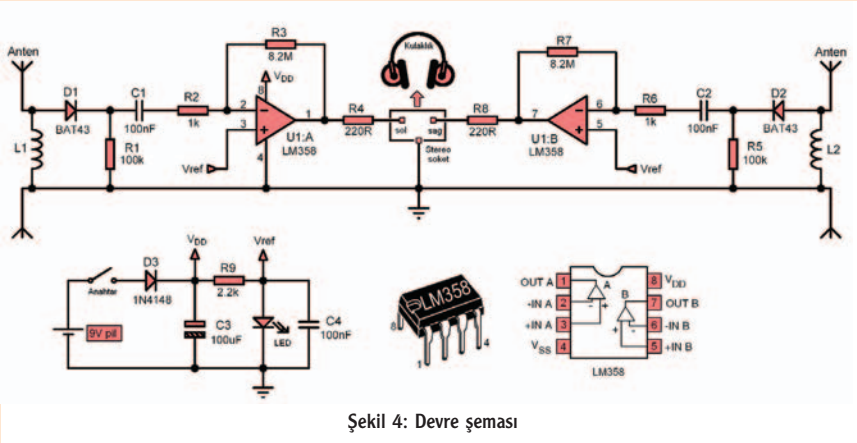 Anten
L1
D1
BAT43
R1
100k
C1
100nF
R2
1k
R3
8.2M
VDD
8
2
3
1
4
U1:A
LM358
Vref
R4
220R
Kulaklık
sol
sag
Stereo
soket
R8
220R
R7
8.2M
7
6
5
U1:B
LM358
Vref
R6
1k
C2
100nF
R5
100k
D2
BAT43
Anten
L2
Anahtar
9V pil
D3
1N4148
VDD
C3
100uF
R9
2.2k
Vref
LED
C4
100nF
LM358
8
1
4
OUT A 1
-IN A 2
+IN A 3
VSS 4
A
B
8 VDD
7 OUT B
6 -IN B
5 +IN B
LM358
Şekil 4: Devre şeması